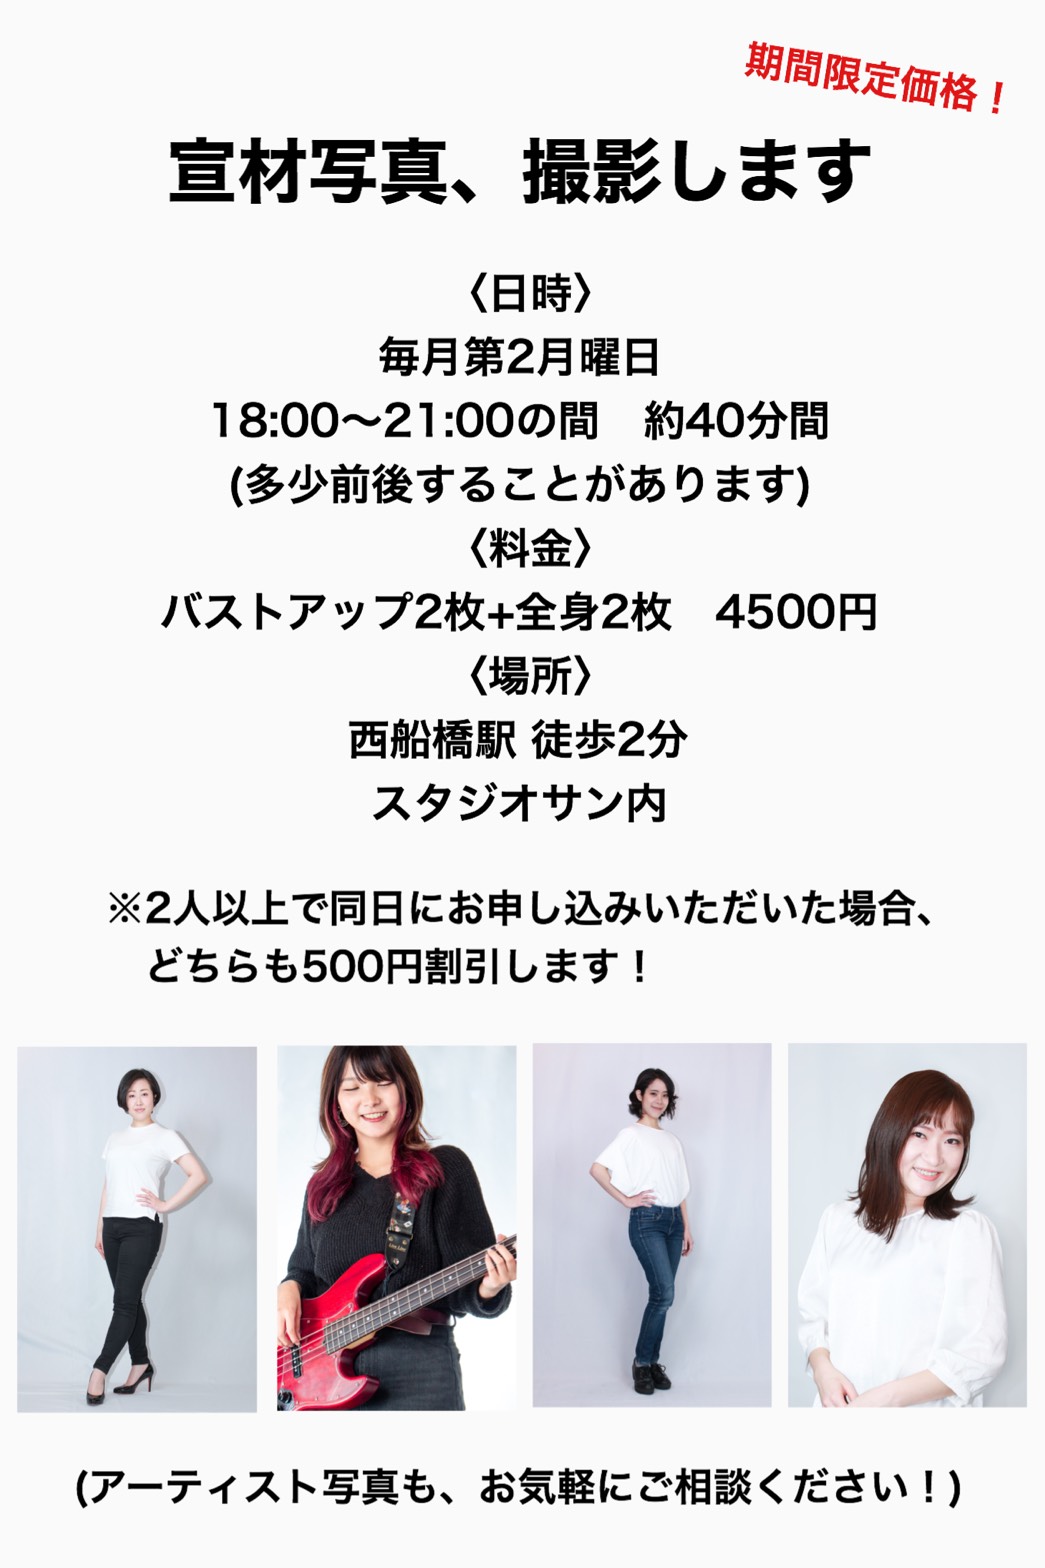 期間限定価格！
宣材写真、撮影します
〈日時〉
毎月第2月曜日
18:00〜21:00の間　約40分間
(多少前後することがあります)
〈料金〉
バストアップ2枚+全身2枚　4500円
〈場所〉
西船橋駅 徒歩2分
スタジオサン内
※2人以上で同日にお申し込みいただいた場合、
どちらも500円割引します！
(アーティスト写真も、お気軽にご相談ください！)